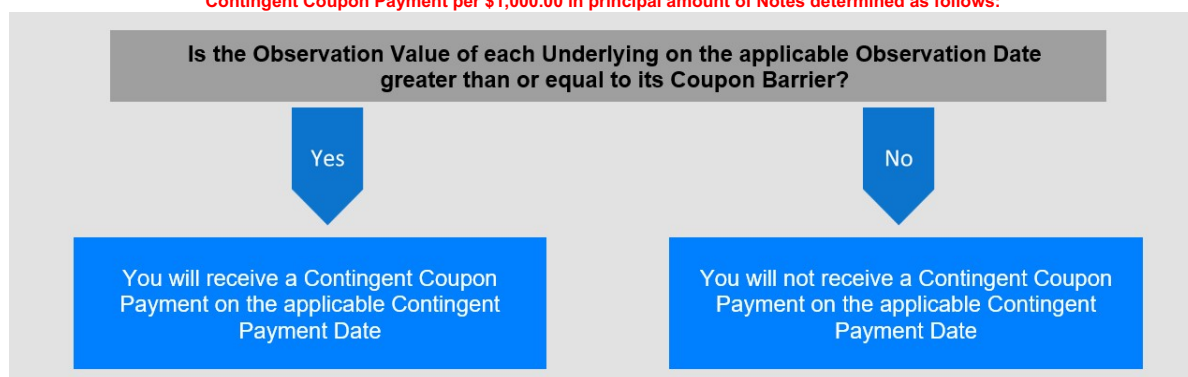 Contingent Coupon Payment per $1,000.00 in principal amount of Notes determined as follows:
Is the Observation Value of each Underlying on the applicable Observation Date
greater than or equal to its Coupon Barrier?
Yes
No
You will receive a Contingent Coupon
Payment on the applicable Contingent
Payment Date
You will not receive a Contingent Coupon
Payment on the applicable Contingent
Payment Date